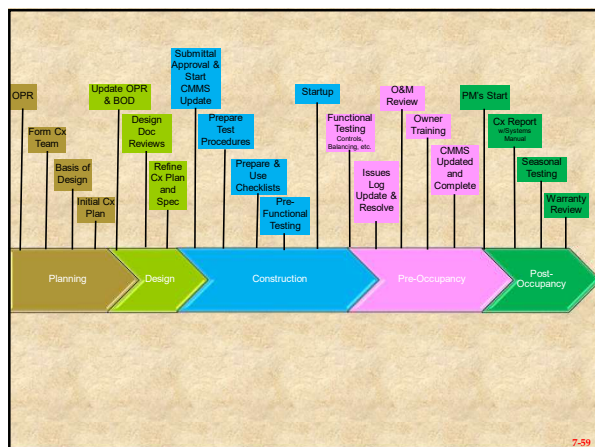 OPR
Form Cx
Team
Basis of
Design
Initial Cx
Plan
Update OPR
& BOD
Design
Doc
Reviews
Refine
Cx Plan
and
Spec
Submittal
Approval &
Start
CMMS
Update
Prepare
Test
Procedures
Prepare &
Use
Checklists
Pre-
Functional
Testing
Startup
Functional
Testing
Controls,
Balancing, etc.
Issues
Log
Update &
Resolve
O&M
Review
Owner
Training
CMMS
Updated
and
Complete
PM's Start
Cx Report
w/Systems
Manual
Seasonal
Testing
Warranty
Review
Planning
Design
Construction
Pre-Occupancy
Post-
Occupancy
7-59